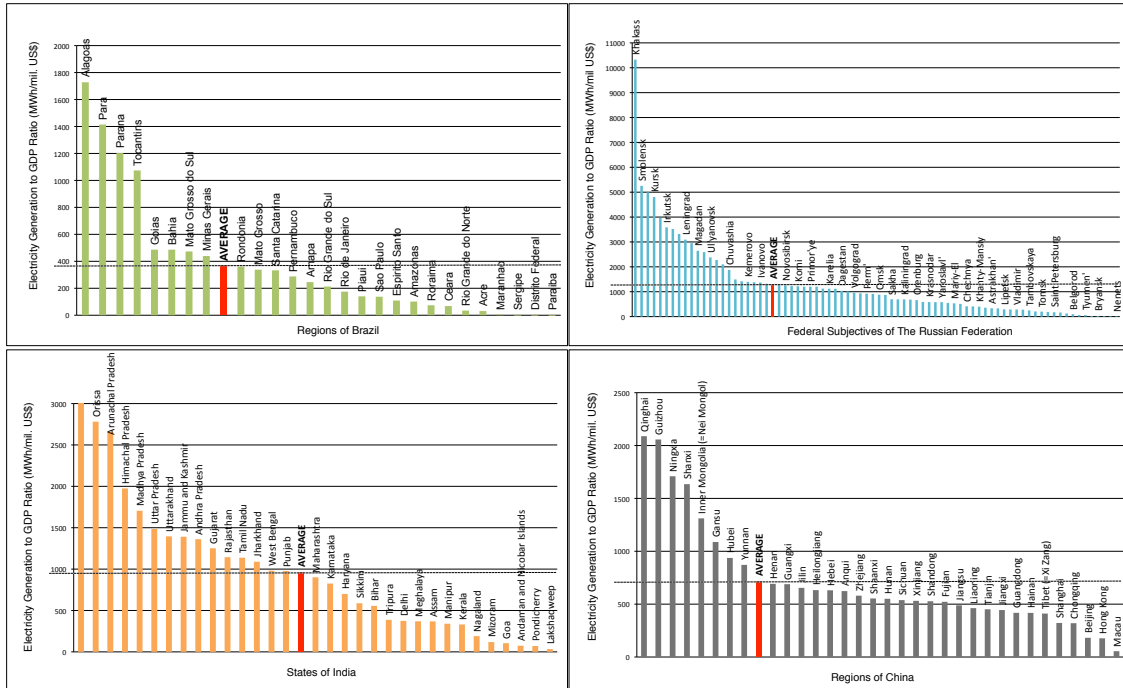 Electricity Generation to GDP Ratio (MWh/mil. US$)
2000
1800
1600
1400
1200
1000
800
600
400
200
0
Alagoas
Para
Parana
Tocantins
Goias
Bahia
Mato Grosso do Sul
Minas Gerais
AVERAGE
Rondonia
Mato Grosso
Santa Catarina
Pernambuco
Amapa
Rio Grande do Sul
Rio de Janeiro
Piaui
Sao Paulo
Espirito Santo
Amazonas
Roraima
Ceara
Rio Grande do Norte
Acre
Maranhao
Sergipe
Distrito Federal
Paraiba
Regions of Brazil
Electricity Generation to GDP Ratio (MWh/mil. US$)
11000
10000
9000
8000
7000
6000
5000
4000
3000
2000
1000
0
Khakass
Smolensk
Kursk
Irkutsk
Leningrad
Magadan
Ul'yanovsk
Chuvashia
Kemerovo
Ivanovo
AVERAGE
Novosibirsk
Komi
Primor'ye
Karelia
Dagestan
Volgograd
Perm'
Omsk
Sakha
Kaliningrad
Orenburg
Krasnodar
Yaroslavl'
Mariy-El
Chechnya
Khanty-Mansy
Astrakhan'
Lipetsk
Vladimir
Tambovskaya
Tomsk
Saint Petersburg
Belgorod
Tyumen'
Bryansk
Nenets
Federal Subjectives of The Russian Federation
Electricity Generation to GDP Ratio (MWh/mil. US$)
3000
2500
2000
1500
1000
500
0
Orissa
Arunachal Pradesh
Himachal Pradesh
Madhya Pradesh
Uttar Pradesh
Uttarakhand
Jammu and Kashmir
Andhra Pradesh
Gujarat
Rajasthan
Tamil Nadu
Jharkhand
West Bengal
Punjab
AVERAGE
Maharashtra
Karnataka
Haryana
Sikkim
Bihar
Tripura
Delhi
Meghalaya
Assam
Manipur
Kerala
Nagaland
Mizoram
Goa
Andaman and Nicobar Islands
Pondicherry
Lakshadweep
States of India
Electricity Generation to GDP Ratio (MWh/mil. US$)
2500
2000
1500
1000
500
0
Qinghai
Guizhou
Ningxia
Shanxi
Inner Mongolia (=Nei Mongol)
Gansu
Hubei
Yunnan
AVERAGE
Henan
Guangxi
Jilin
Heilongjiang
Hebei
Anqui
Zhejiang
Shaanxi
Hunan
Sichuan
Xinjiang
Shandong
Fujian
Jiangsu
Liaoning
Tianjin
Jiangxi
Guangdong
Hainan
Tibet (=Xi Zang)
Shanghai
Chongqing
Beijing
Hong Kong
Macau
Regions of China